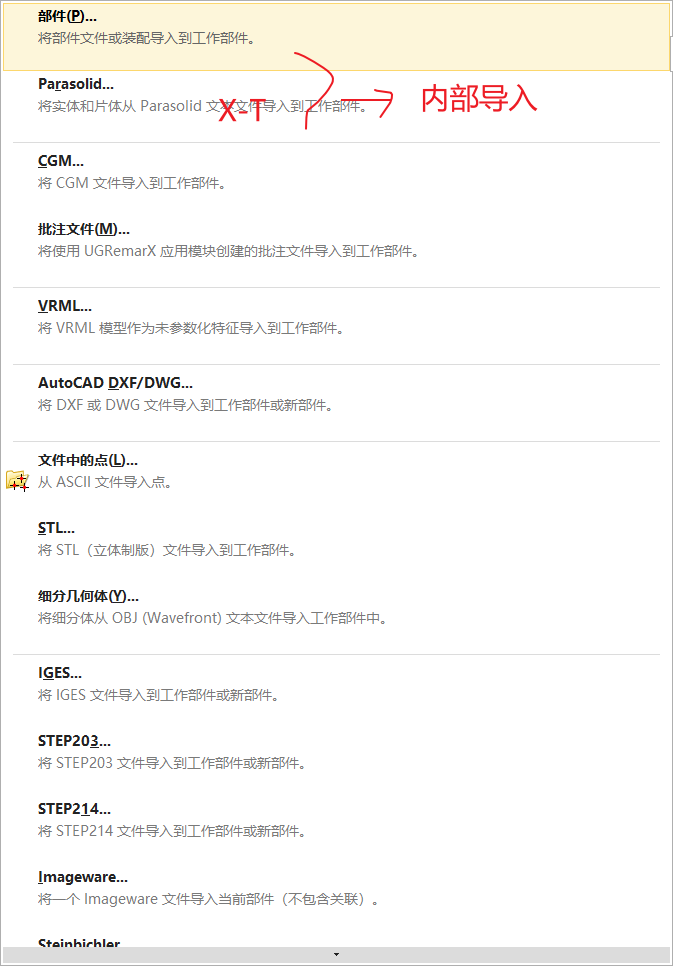 部件(P)...
将部件文件或装配导入到工作部件。
Parasolid...
将实体和片体从 Parasolid 文本文件导入到工作部件。
X-T
内部导入
CGM...
将 CGM 文件导入到工作部件。
批注文件(M)...
将使用 UGRemarX 应用模块创建的批注文件导入到工作部件。
VRML...
将 VRML 模型作为未参数化特征导入到工作部件。
AutoCAD DXF/DWG...
将 DXF 或 DWG 文件导入到工作部件或新部件。
文件中的点(L)...
从 ASCII 文件导入点。
STL...
将 STL（立体制版）文件导入到工作部件。
细分几何体(Y)...
将细分体从 OBJ (Wavefront) 文本文件导入工作部件中。
IGES...
将 IGES 文件导入到工作部件或新部件。
STEP203...
将 STEP203 文件导入到工作部件或新部件。
STEP214...
将 STEP214 文件导入到工作部件或新部件。
Imageware...
将一个 Imageware 文件导入当前部件（不包含关联）。
Steinbichler